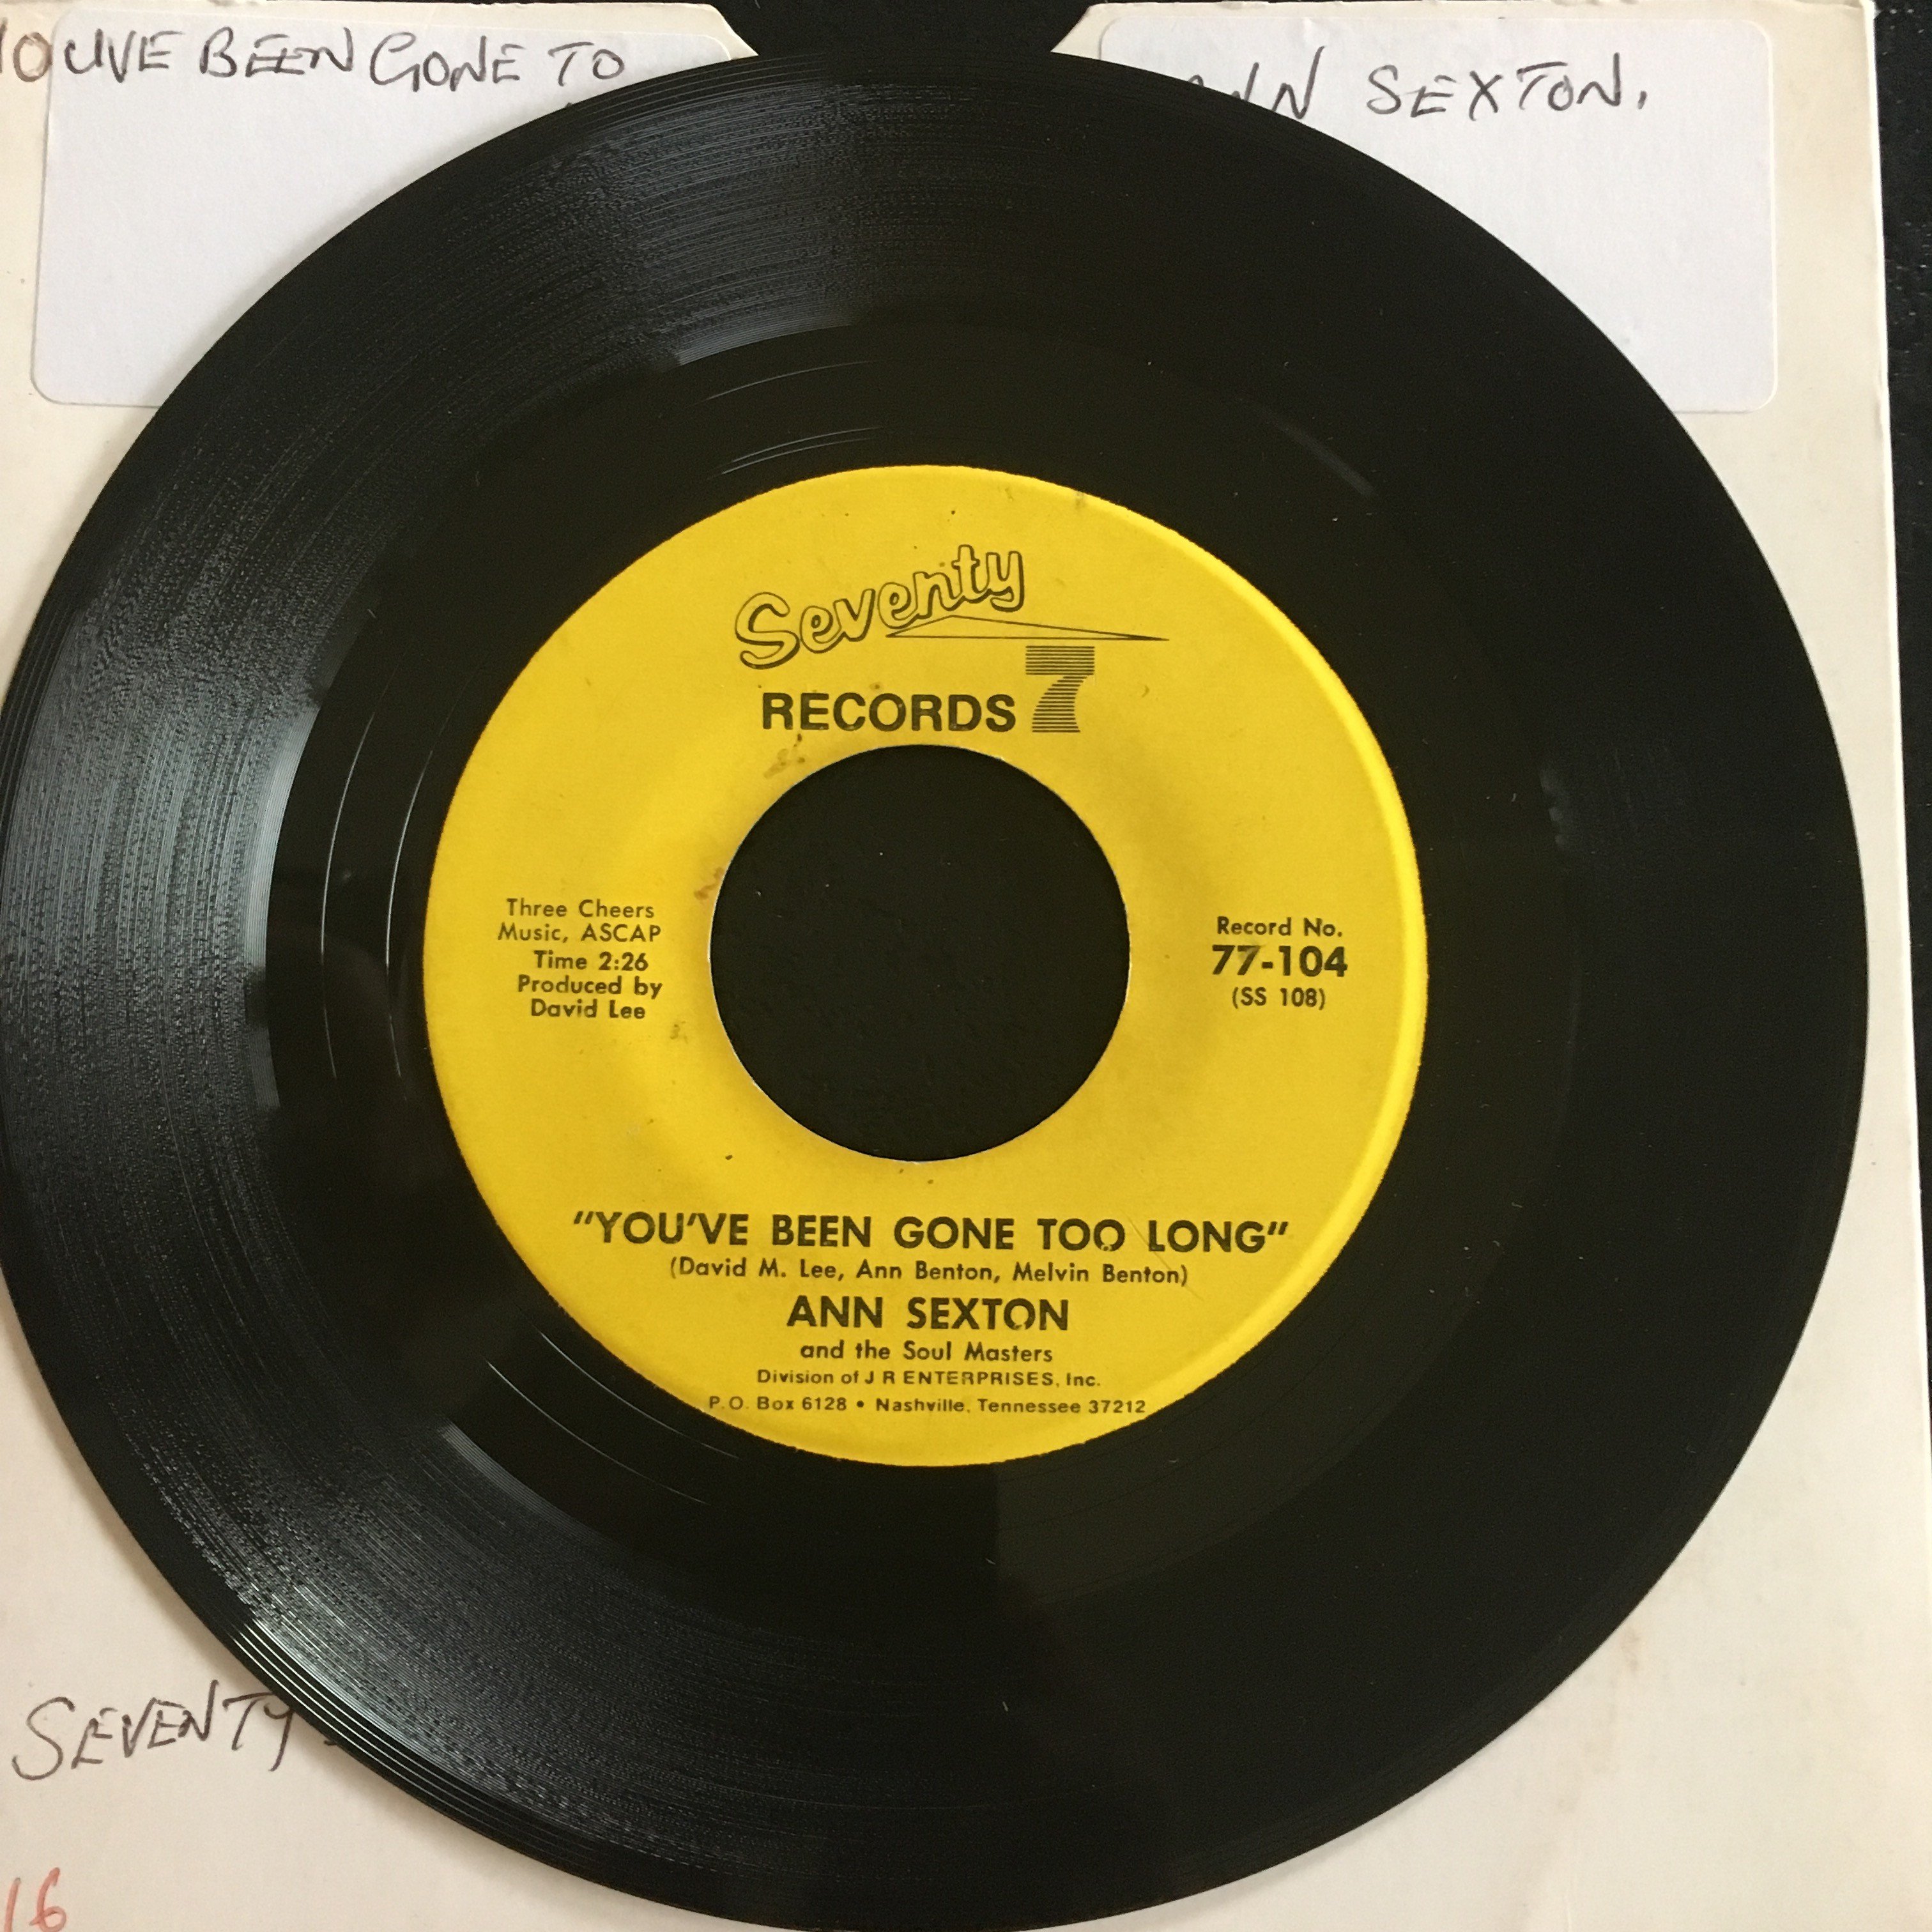 OUVE BEEN GONE TO
ANN SEXTON.
Seventy
RECORDS 7
Three Cheers
Music, ASCAP
Time 2:26
Produced by
David Lee
Record No.
77-104
(SS 108)
"YOU'VE BEEN GONE TOO LONG"
(David M. Lee, Ann Benton, Melvin Benton)
ANN SEXTON
and the Soul Masters
Division of J R ENTERPRISES, Inc.
P.O. Box 6128 • Nashville, Tennessee 37212
SEVENTY
16